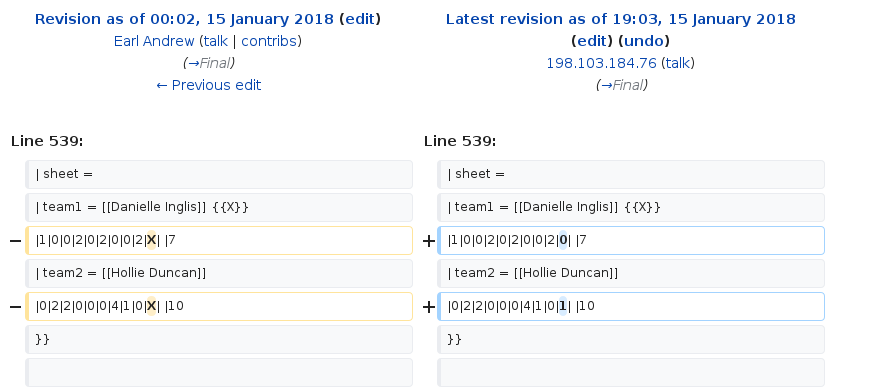 Revision as of 00:02, 15 January 2018 (edit)
Earl Andrew (talk | contribs)
(→Final)
← Previous edit
Latest revision as of 19:03, 15 January 2018
(edit) (undo)
198.103.184.76 (talk)
(→Final)
Line 539:
Line 539:
| sheet =
| sheet =
| team1 = [[Danielle Inglis]] {{X}}
| team1 = [[Danielle Inglis]] {{X}}
− |1|0|0|2|0|2|0|0|2|X| |7
+ |1|0|0|2|0|2|0|0|2|0| |7
| team2 = [[Hollie Duncan]]
| team2 = [[Hollie Duncan]]
− |0|2|2|0|0|0|4|1|0|X| |10
+ |0|2|2|0|0|0|4|1|0|1| |10
}}
}}